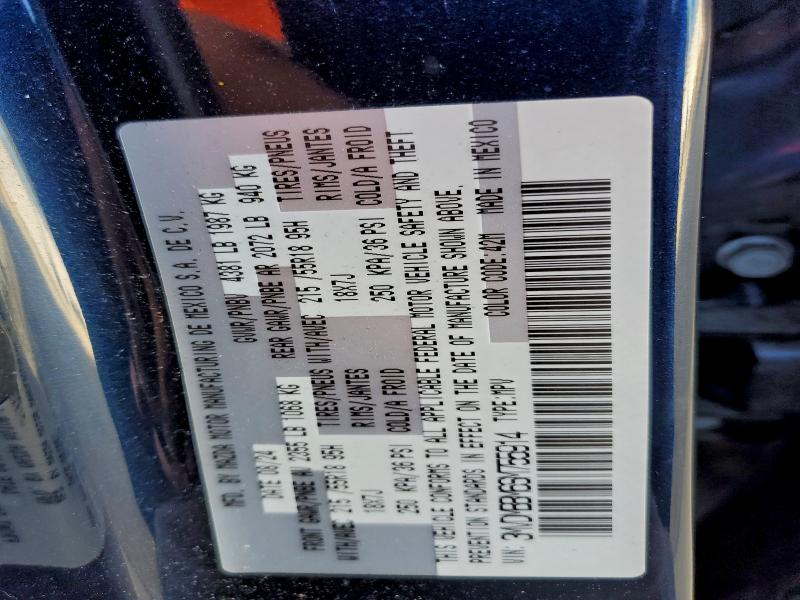 MFD. BY MAZDA MOTOR MANUFACTURING DE MEXICO S.A. DE C.V.
DATE 08/24 GVWR/PNBV 4381 LB 1987 KG
FRONT GAWR/PNBE AV 2355 LB 1068 KG REAR GAWR/PNBE AR 2072 LB 940 KG
WITH/AVEC 215/55R18 95H TIRES/PNEUS WITH/AVEC 215/55R18 95H TIRES/PNEUS
18X7J RIMS/JANTES 18X7J RIMS/JANTES
250 KPA/36 PSI COLD/A FROID 250 KPA/36 PSI COLD/A FROID
THIS VEHICLE CONFORMS TO ALL APPLICABLE FEDERAL MOTOR VEHICLE SAFETY AND THEFT
PREVENTION STANDARDS IN EFFECT ON THE DATE OF MANUFACTURE SHOWN ABOVE.
VIN: TYPE:MPV COLOR CODE:42M MADE IN MEXICO